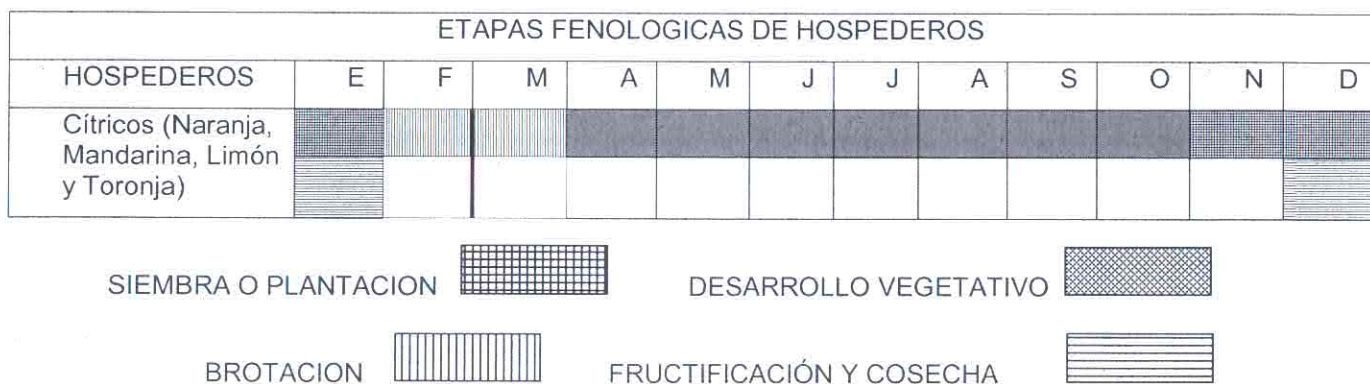 ETAPAS FENOLOGICAS DE HOSPEDEROS
HOSPEDEROS E F M A M J J A S O N D
Cítricos (Naranja,
Mandarina, Limón
y Toronja)
SIEMBRA O PLANTACION DESARROLLO VEGETATIVO
BROTACION FRUCTIFICACIÓN Y COSECHA